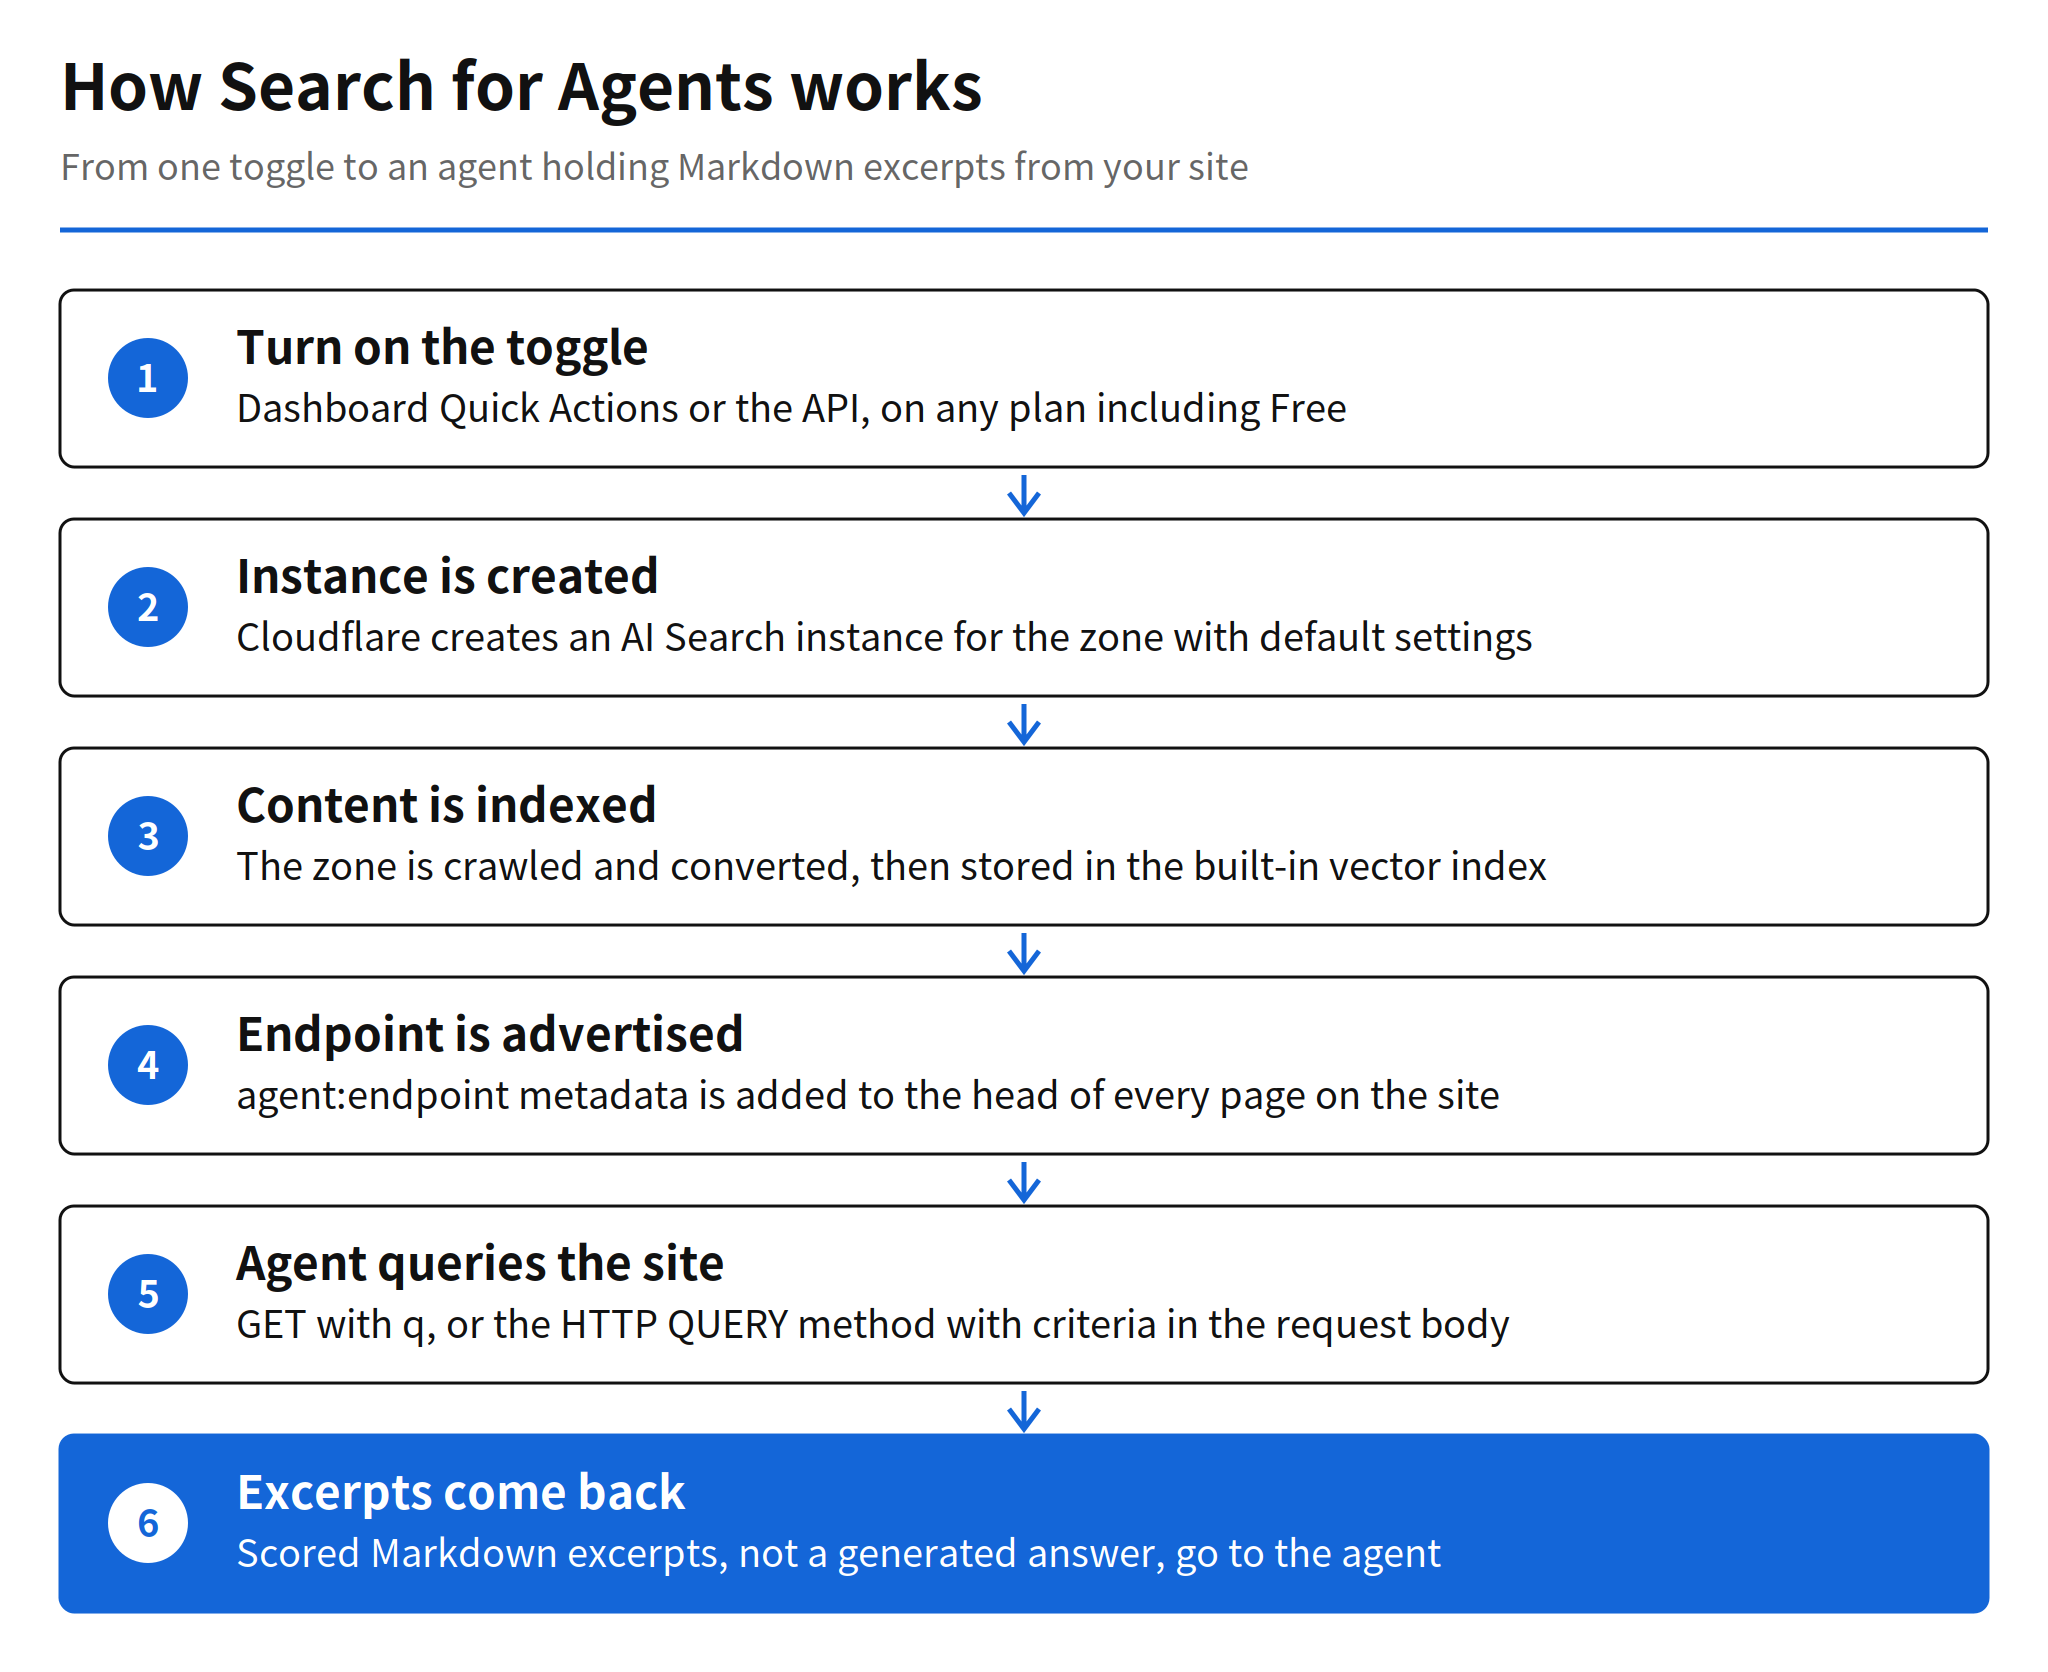 How Search for Agents works
From one toggle to an agent holding Markdown excerpts from your site
1
Turn on the toggle
Dashboard Quick Actions or the API, on any plan including Free
2
Instance is created
Cloudflare creates an AI Search instance for the zone with default settings
3
Content is indexed
The zone is crawled and converted, then stored in the built-in vector index
4
Endpoint is advertised
agent:endpoint metadata is added to the head of every page on the site
5
Agent queries the site
GET with q, or the HTTP QUERY method with criteria in the request body
6
Excerpts come back
Scored Markdown excerpts, not a generated answer, go to the agent